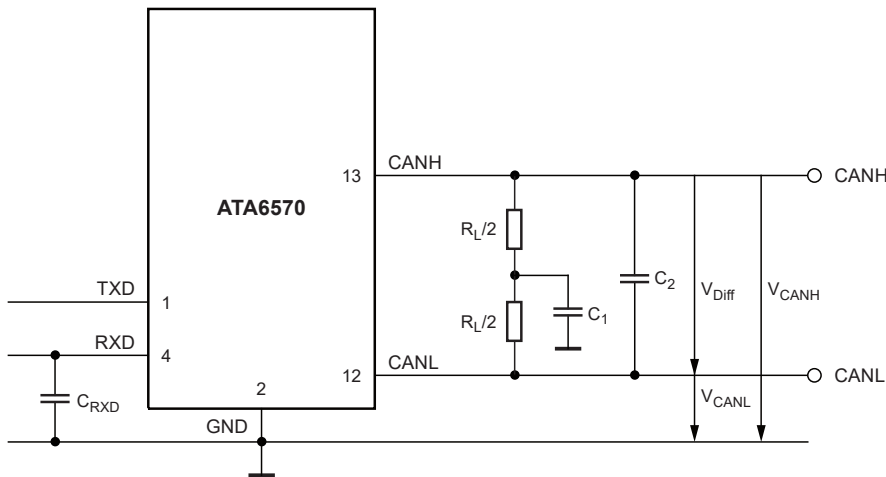 CANH
13
CANH
ATA6570
R_L/2
C_2
V_Diff
V_CANH
TXD
1
C_1
R_L/2
RXD
4
12
CANL
CANL
2
C_RXD
V_CANL
GND